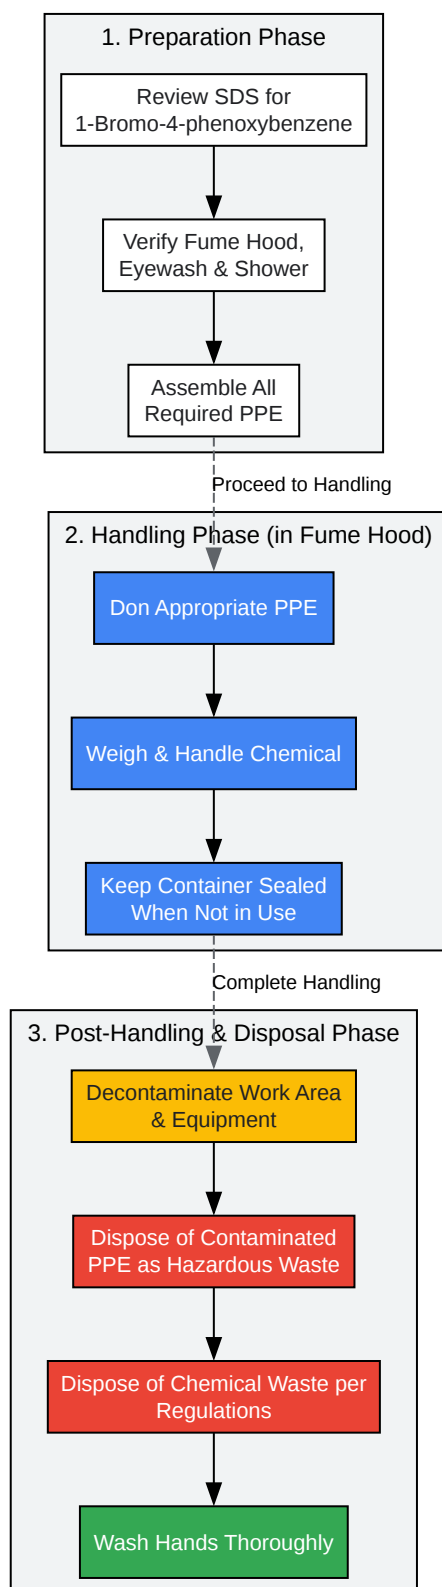 1. Preparation Phase
Review SDS for
1-Bromo-4-phenoxybenzene
Verify Fume Hood,
Eyewash & Shower
Assemble All
Required PPE
Proceed to Handling
2. Handling Phase (in Fume Hood)
Don Appropriate PPE
Weigh & Handle Chemical
Keep Container Sealed
When Not in Use
Complete Handling
3. Post-Handling & Disposal Phase
Decontaminate Work Area
& Equipment
Dispose of Contaminated
PPE as Hazardous Waste
Dispose of Chemical Waste per
Regulations
Wash Hands Thoroughly